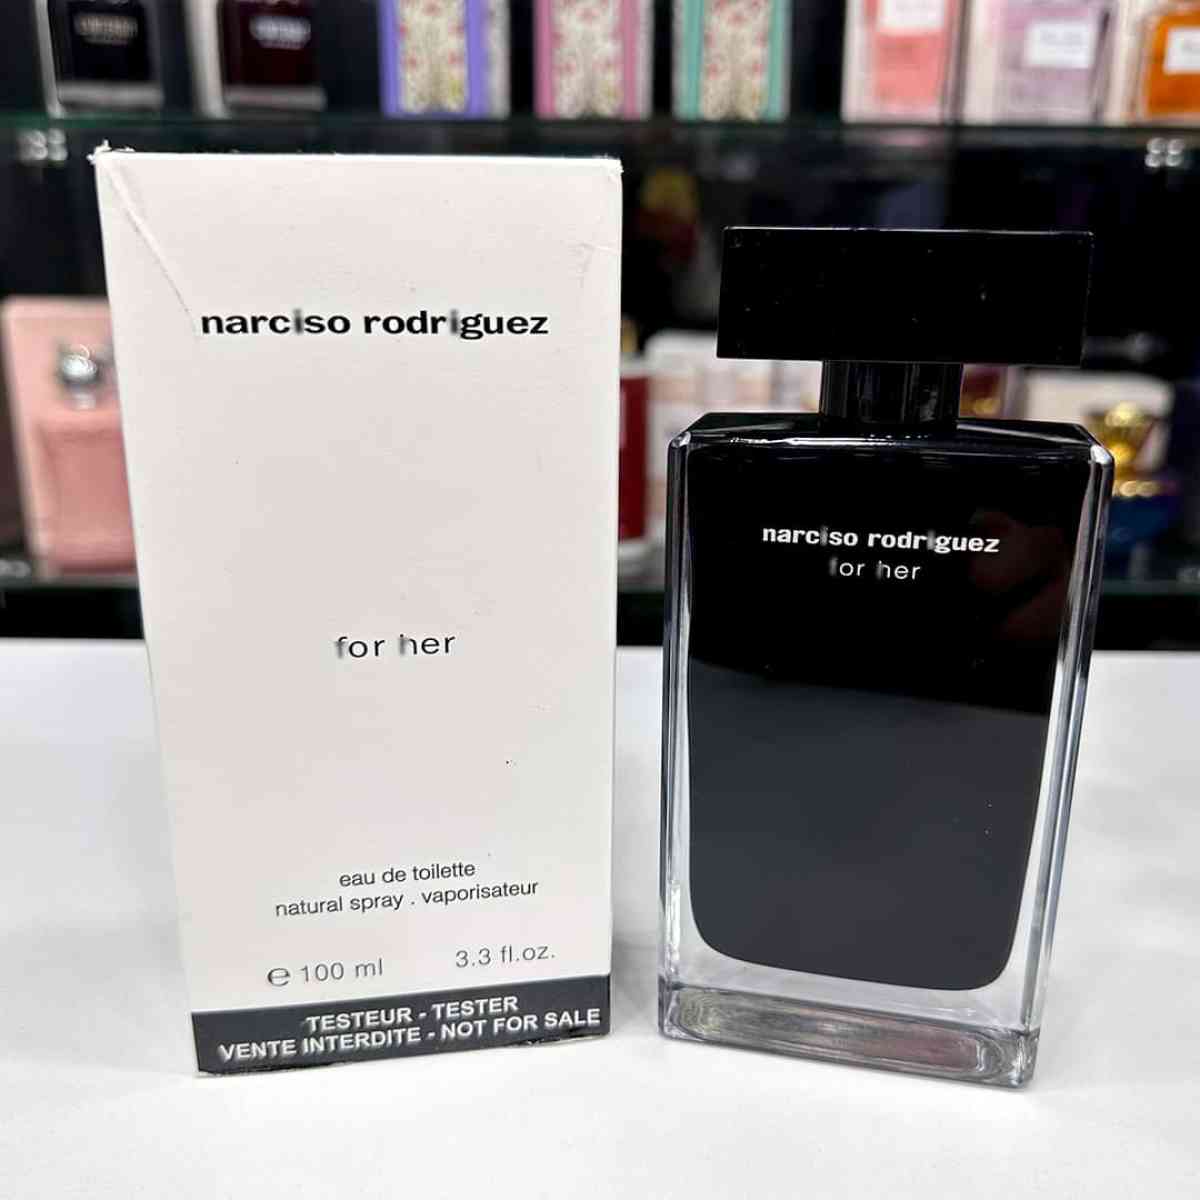 narciso rodriguez
for her
eau de toilette
natural spray . vaporisateur
e 100 ml 3.3 fl.oz.
TESTEUR - TESTER
VENTE INTERDITE - NOT FOR SALE
narciso rodriguez
for her